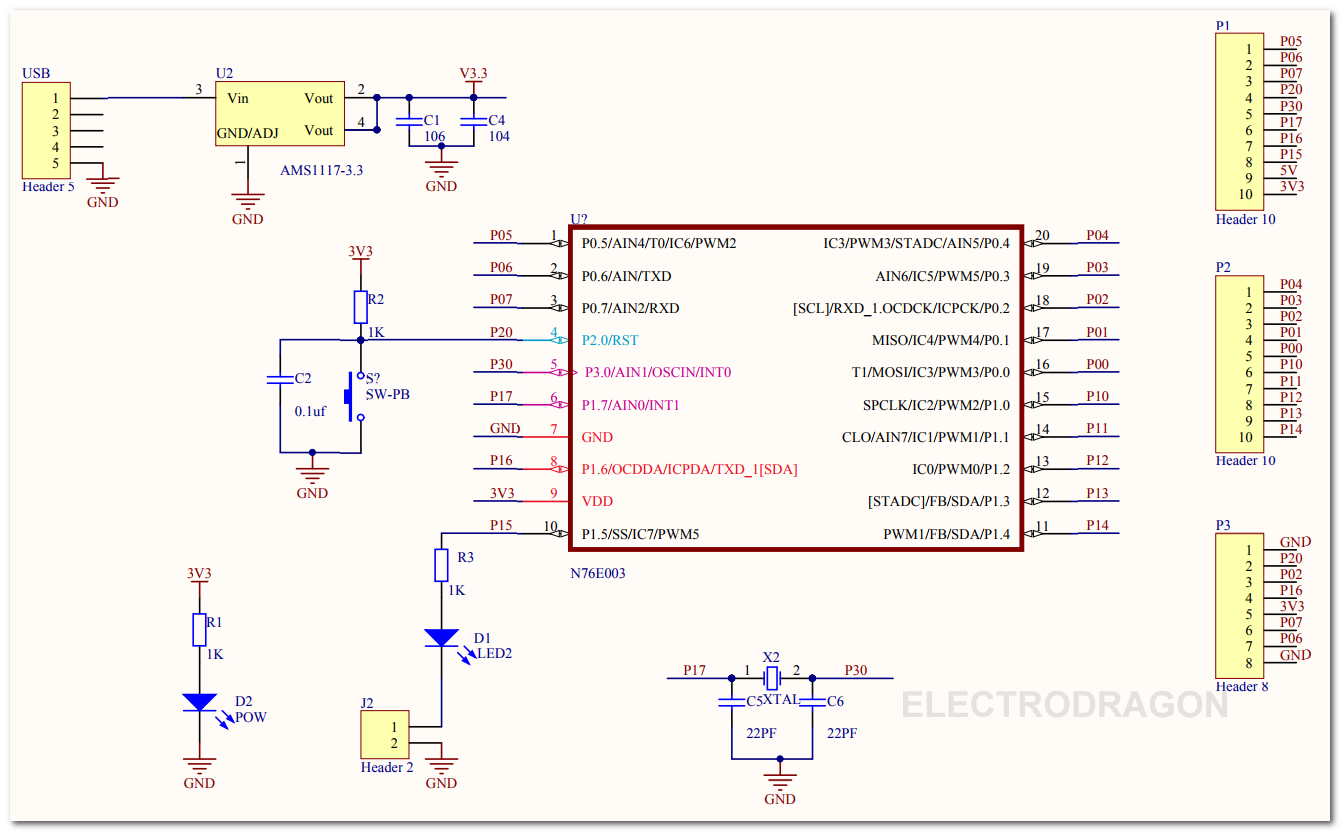 USB
1
2
3
4
5
Header 5
GND
U2
3
Vin
Vout
2
GND/ADJ
Vout
4
1
AMS1117-3.3
GND
V3.3
C1
106
C4
104
GND
3V3
R2
1K
C2
0.1uf
S?
SW-PB
GND
U?
P05 1 P0.5/AIN4/T0/IC6/PWM2
P06 2 P0.6/AIN/TXD
P07 3 P0.7/AIN2/RXD
P20 4 P2.0/RST
P30 5 P3.0/AIN1/OSCIN/INT0
P17 6 P1.7/AIN0/INT1
GND 7 GND
P16 8 P1.6/OCDDA/ICPDA/TXD_1[SDA]
3V3 9 VDD
P15 10 P1.5/SS/IC7/PWM5
IC3/PWM3/STADC/AIN5/P0.4 20 P04
AIN6/IC5/PWM5/P0.3 19 P03
[SCL]/RXD_1.OCDCK/ICPCK/P0.2 18 P02
MISO/IC4/PWM4/P0.1 17 P01
T1/MOSI/IC3/PWM3/P0.0 16 P00
SPCLK/IC2/PWM2/P1.0 15 P10
CLO/AIN7/IC1/PWM1/P1.1 14 P11
IC0/PWM0/P1.2 13 P12
[STADC]/FB/SDA/P1.3 12 P13
PWM1/FB/SDA/P1.4 11 P14
N76E003
3V3
R1
1K
D2
POW
GND
R3
1K
D1
LED2
J2
1
2
Header 2
GND
P17
1
X2
2
P30
C5
XTAL
C6
22PF
22PF
GND
P1
1 P05
2 P06
3 P07
4 P20
5 P30
6 P17
7 P16
8 P15
9 5V
10 3V3
Header 10
P2
1 P04
2 P03
3 P02
4 P01
5 P00
6 P10
7 P11
8 P12
9 P13
10 P14
Header 10
P3
1 GND
2 P20
3 P02
4 P16
5 3V3
6 P07
7 P06
8 GND
Header 8
ELECTRODRAGON